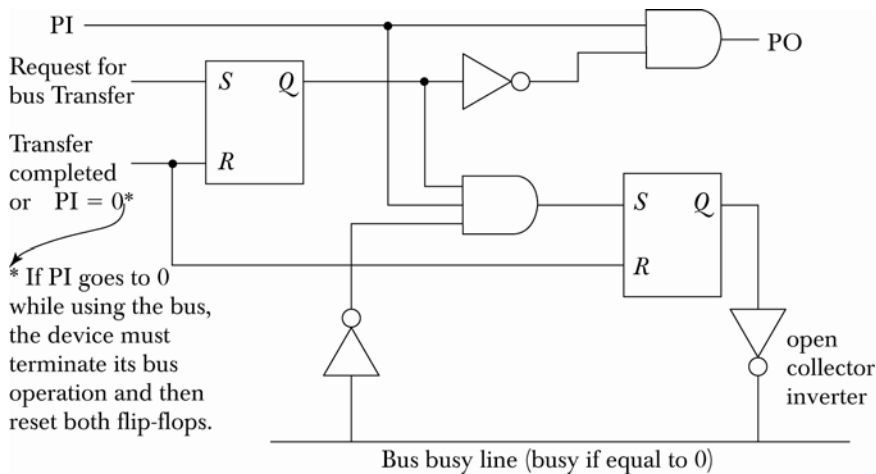 PI
PO
Request for
bus Transfer
S Q
R
Transfer
completed
or PI = 0*
S Q
R
* If PI goes to 0
while using the bus,
the device must
terminate its bus
operation and then
reset both flip-flops.
open
collector
inverter
Bus busy line (busy if equal to 0)